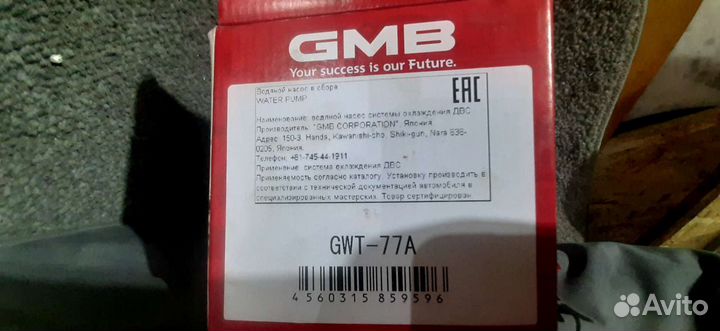 GMB
Your success is our Future.
Водяной насос в сборе
WATER PUMP
EAC
Наименование: водяной насос системы охлаждения ДВС
Производитель: "GMB CORPORATION", Япония
Адрес: 150-3, Handa, Kawanishi-cho, Shiki-gun, Nara 636-
0205, Япония.
Телефон: +81-745-44-1911
Применение: система охлаждения ДВС
Применяемость согласно каталогу. Установку производить в
соответствии с технической документацией автомобиля в
специализированных мастерских. Товар сертифицирован.
GWT-77A
4 560315 859596
Avito